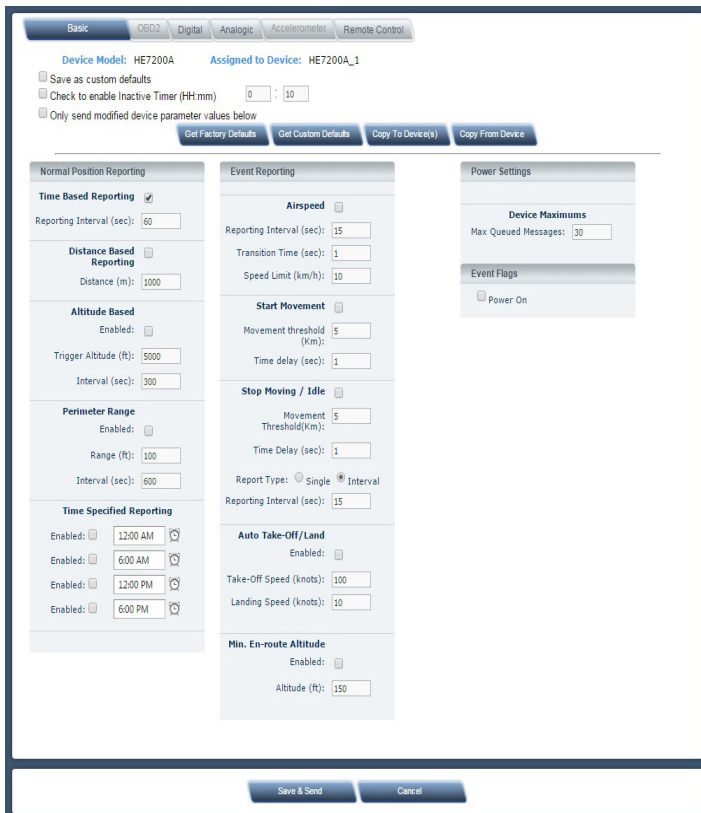 Basic OBD2 Digital Analogic Accelerometer Remote Control
Device Model: HE7200A Assigned to Device: HE7200A_1
Save as custom defaults
Check to enable Inactive Timer (HH:mm) 0 : 10
Only send modified device parameter values below
Get Factory Defaults Get Custom Defaults Copy To Device(s) Copy From Device
Normal Position Reporting
Time Based Reporting
Reporting Interval (sec): 60
Distance Based
Reporting
Distance (m): 1000
Altitude Based
Enabled:
Trigger Altitude (ft): 5000
Interval (sec): 300
Perimeter Range
Enabled:
Range (ft): 100
Interval (sec): 600
Time Specified Reporting
Enabled: 12:00 AM
Enabled: 6:00 AM
Enabled: 12:00 PM
Enabled: 6:00 PM
Event Reporting
Airspeed
Reporting Interval (sec): 15
Transition Time (sec): 1
Speed Limit (km/h): 10
Start Movement
Movement threshold 5
(Km):
Time delay (sec): 1
Stop Moving / Idle
Movement 5
Threshold(Km):
Time Delay (sec): 1
Report Type: Single Interval
Reporting Interval (sec): 15
Auto Take-Off/Land
Enabled:
Take-Off Speed (knots): 100
Landing Speed (knots): 10
Min. En-route Altitude
Enabled:
Altitude (ft): 150
Power Settings
Device Maximums
Max Queued Messages: 30
Event Flags
Power On
Save & Send Cancel